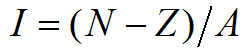 I = (N − Z)/A